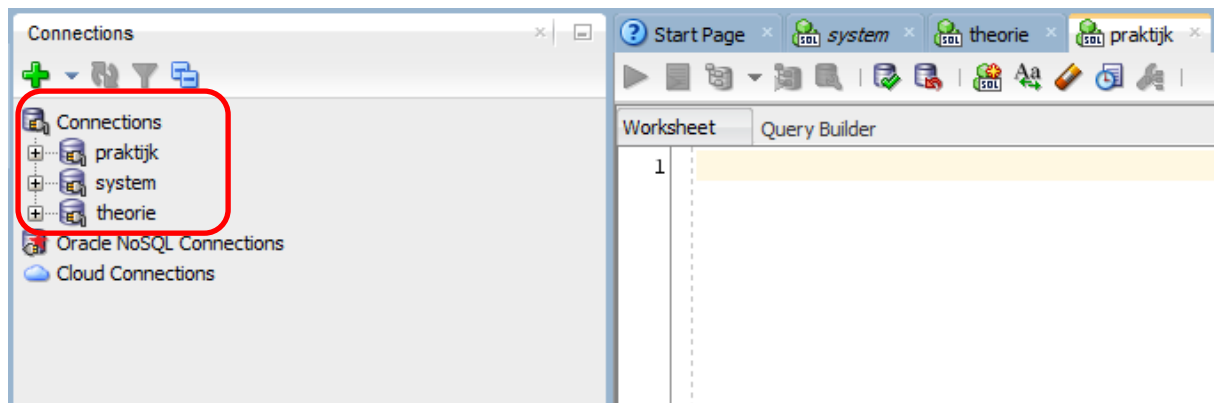 Connections
Connections
praktijk
system
theorie
Oracle NoSQL Connections
Cloud Connections
Start Page system theorie praktijk
Worksheet Query Builder
1